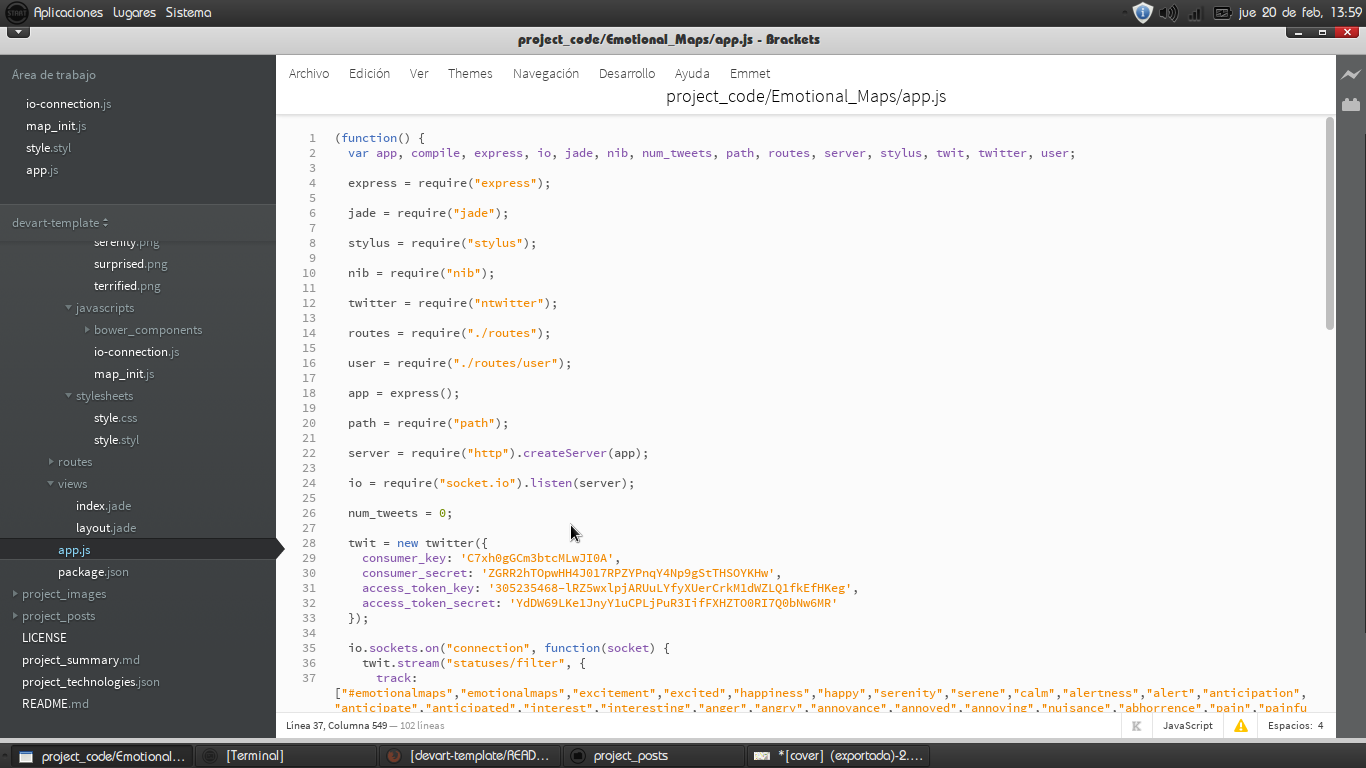 Aplicaciones Lugares Sistema
jue 20 de feb, 13:59
project_code/Emotional_Maps/app.js - Brackets
Área de trabajo
io-connection.js
map_init.js
style.styl
app.js
devart-template
serenity.png
surprised.png
terrified.png
javascripts
bower_components
io-connection.js
map_init.js
stylesheets
style.css
style.styl
routes
views
index.jade
layout.jade
app.js
package.json
project_images
project_posts
LICENSE
project_summary.md
project_technologies.json
README.md
Archivo Edición Ver Themes Navegación Desarrollo Ayuda Emmet
project_code/Emotional_Maps/app.js
1 (function() {
2 var app, compile, express, io, jade, nib, num_tweets, path, routes, server, stylus, twit, twitter, user;
3
4 express = require("express");
5
6 jade = require("jade");
7
8 stylus = require("stylus");
9
10 nib = require("nib");
11
12 twitter = require("ntwitter");
13
14 routes = require("./routes");
15
16 user = require("./routes/user");
17
18 app = express();
19
20 path = require("path");
21
22 server = require("http").createServer(app);
23
24 io = require("socket.io").listen(server);
25
26 num_tweets = 0;
27
28 twit = new twitter({
29 consumer_key:
30 consumer_secret:
31 access_token_key:
32 access_token_secret:
33 });
34
35 io.sockets.on("connection", function(socket) {
36 twit.stream("statuses/filter", {
37 track:
["#emotionalmaps","emotionalmaps","excitement","excited","happiness","happy","serenity","serene","calm","alertness","alert","anticipation",
"anticipate","anticipated","interest","interesting","anger","angry","annoyance","annoyed","annoying","nuisance","abhorrence","pain","painfu
Línea 37, Columna 549 — 102 líneas
JavaScript
Espacios: 4
project_code/Emotional...
[Terminal]
[devart-template/READ...
project_posts
*[cover] (exportada)-2....